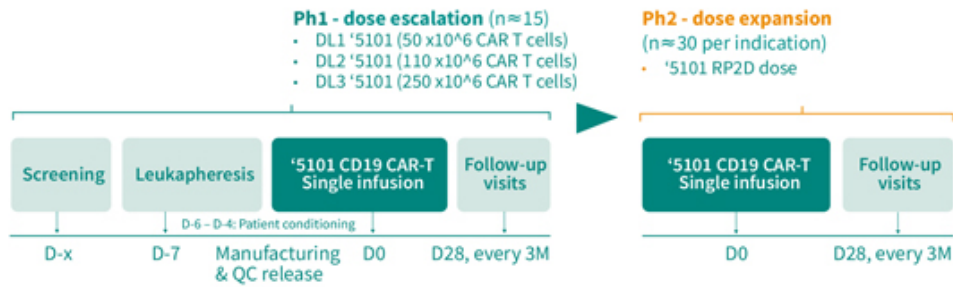 Ph1 - dose escalation (n≈15)
• DL1 ‘5101 (50 x10^6 CAR T cells)
• DL2 ‘5101 (110 x10^6 CAR T cells)
• DL3 ‘5101 (250 x10^6 CAR T cells)
Ph2 - dose expansion
(n≈30 per indication)
• ‘5101 RP2D dose
Screening
Leukapheresis
‘5101 CD19 CAR-T
Single infusion
Follow-up
visits
D-6 – D-4: Patient conditioning
D-x
D-7
Manufacturing
& QC release
D0
D28, every 3M
‘5101 CD19 CAR-T
Single infusion
Follow-up
visits
D0
D28, every 3M